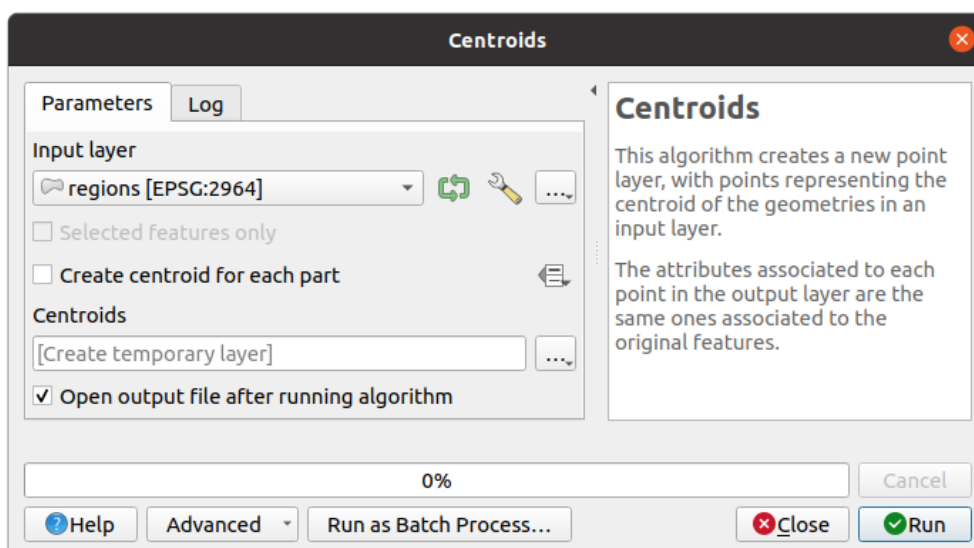 Centroids
Parameters
Log
Input layer
regions [EPSG:2964]
...
Selected features only
Create centroid for each part
Centroids
[Create temporary layer]
...
Open output file after running algorithm
Centroids
This algorithm creates a new point
layer, with points representing the
centroid of the geometries in an
input layer.
The attributes associated to each
point in the output layer are the
same ones associated to the
original features.
0%
Cancel
Help
Advanced
Run as Batch Process...
Close
Run